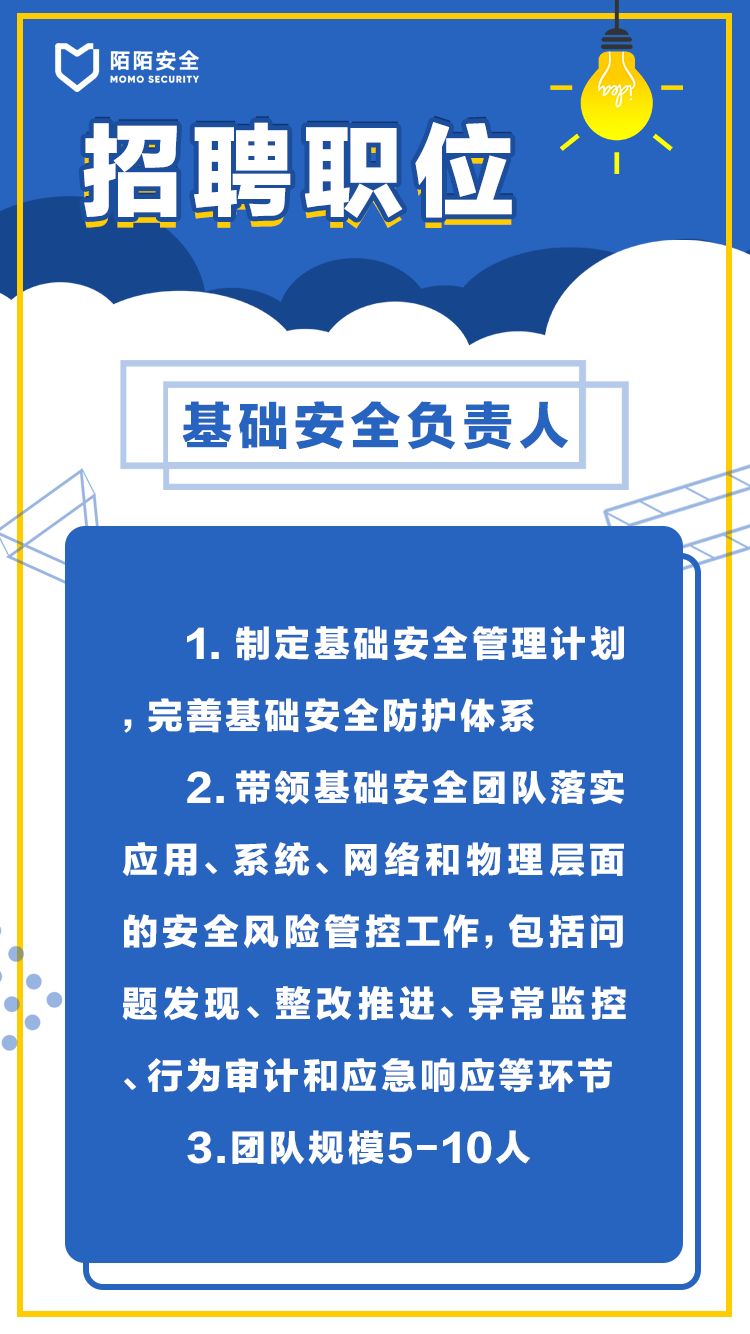 陌陌安全
MOMO SECURITY
idea
招聘职位
基础安全负责人
1. 制定基础安全管理计划
，完善基础安全防护体系
2. 带领基础安全团队落实
应用、系统、网络和物理层面
的安全风险管控工作，包括问
题发现、整改推进、异常监控
、行为审计和应急响应等环节
3.团队规模5-10人